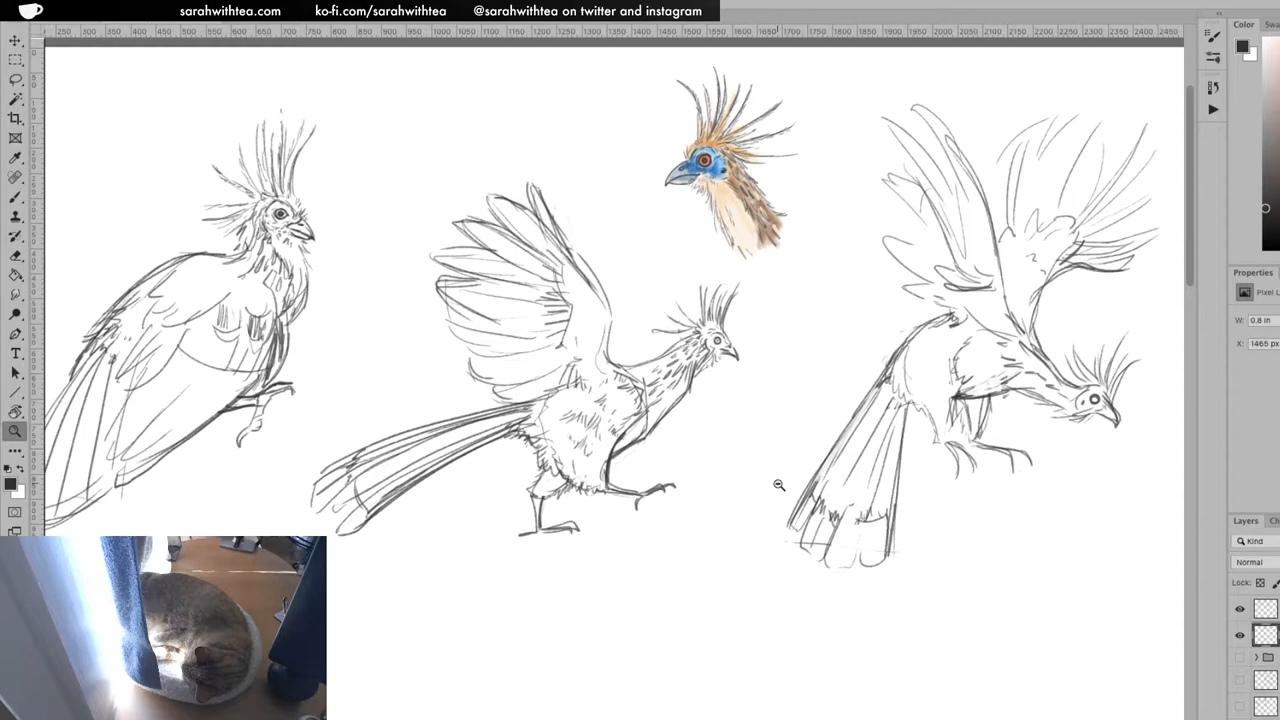 sarahwithtea.com ko-fi.com/sarahwithtea @sarahwithtea on twitter and instagram
250 300 350 400 450 500 550 600 650 700 750 800 850 900 950 1000 1050 1100 1150 1200 1250 1300 1350 1400 1450 1500 1550 1600 1650 1700 1750 1800 1850 1900 1950 2000 2050 2100 2150 2200 2250 2300 2350 2400 2450
Color
Properties
Pixel L
W: 0.8 in
X: 1465 px
Layers
Kind
Normal
Lock: